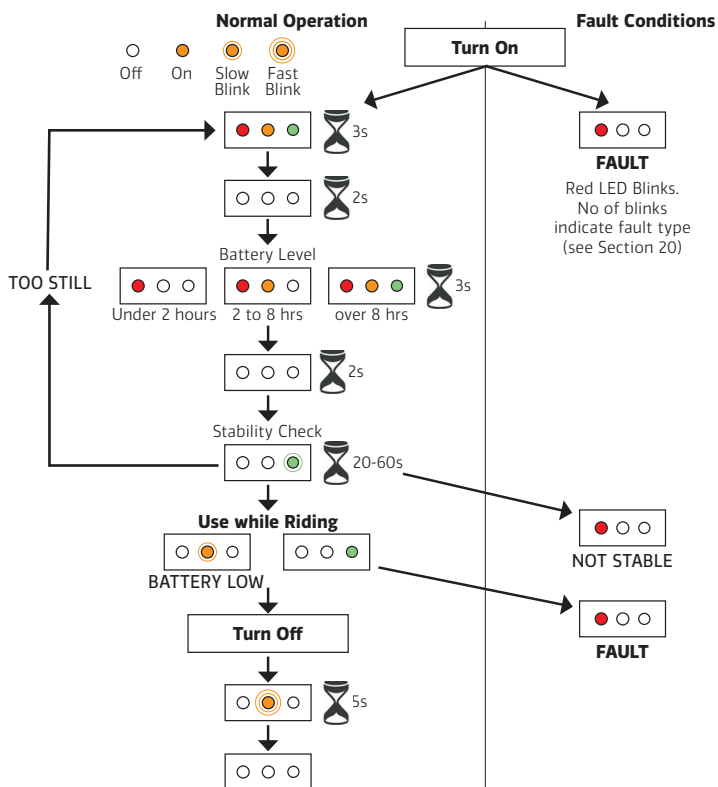 Normal Operation
Fault Conditions
Turn On
Off
On
Slow
Blink
Fast
Blink
3s
FAULT
Red LED Blinks.
No of blinks
indicate fault type
(see Section 20)
2s
Battery Level
TOO STILL
3s
Under 2 hours
2 to 8 hrs
over 8 hrs
2s
Stability Check
20-60s
Use while Riding
NOT STABLE
BATTERY LOW
Turn Off
FAULT
5s